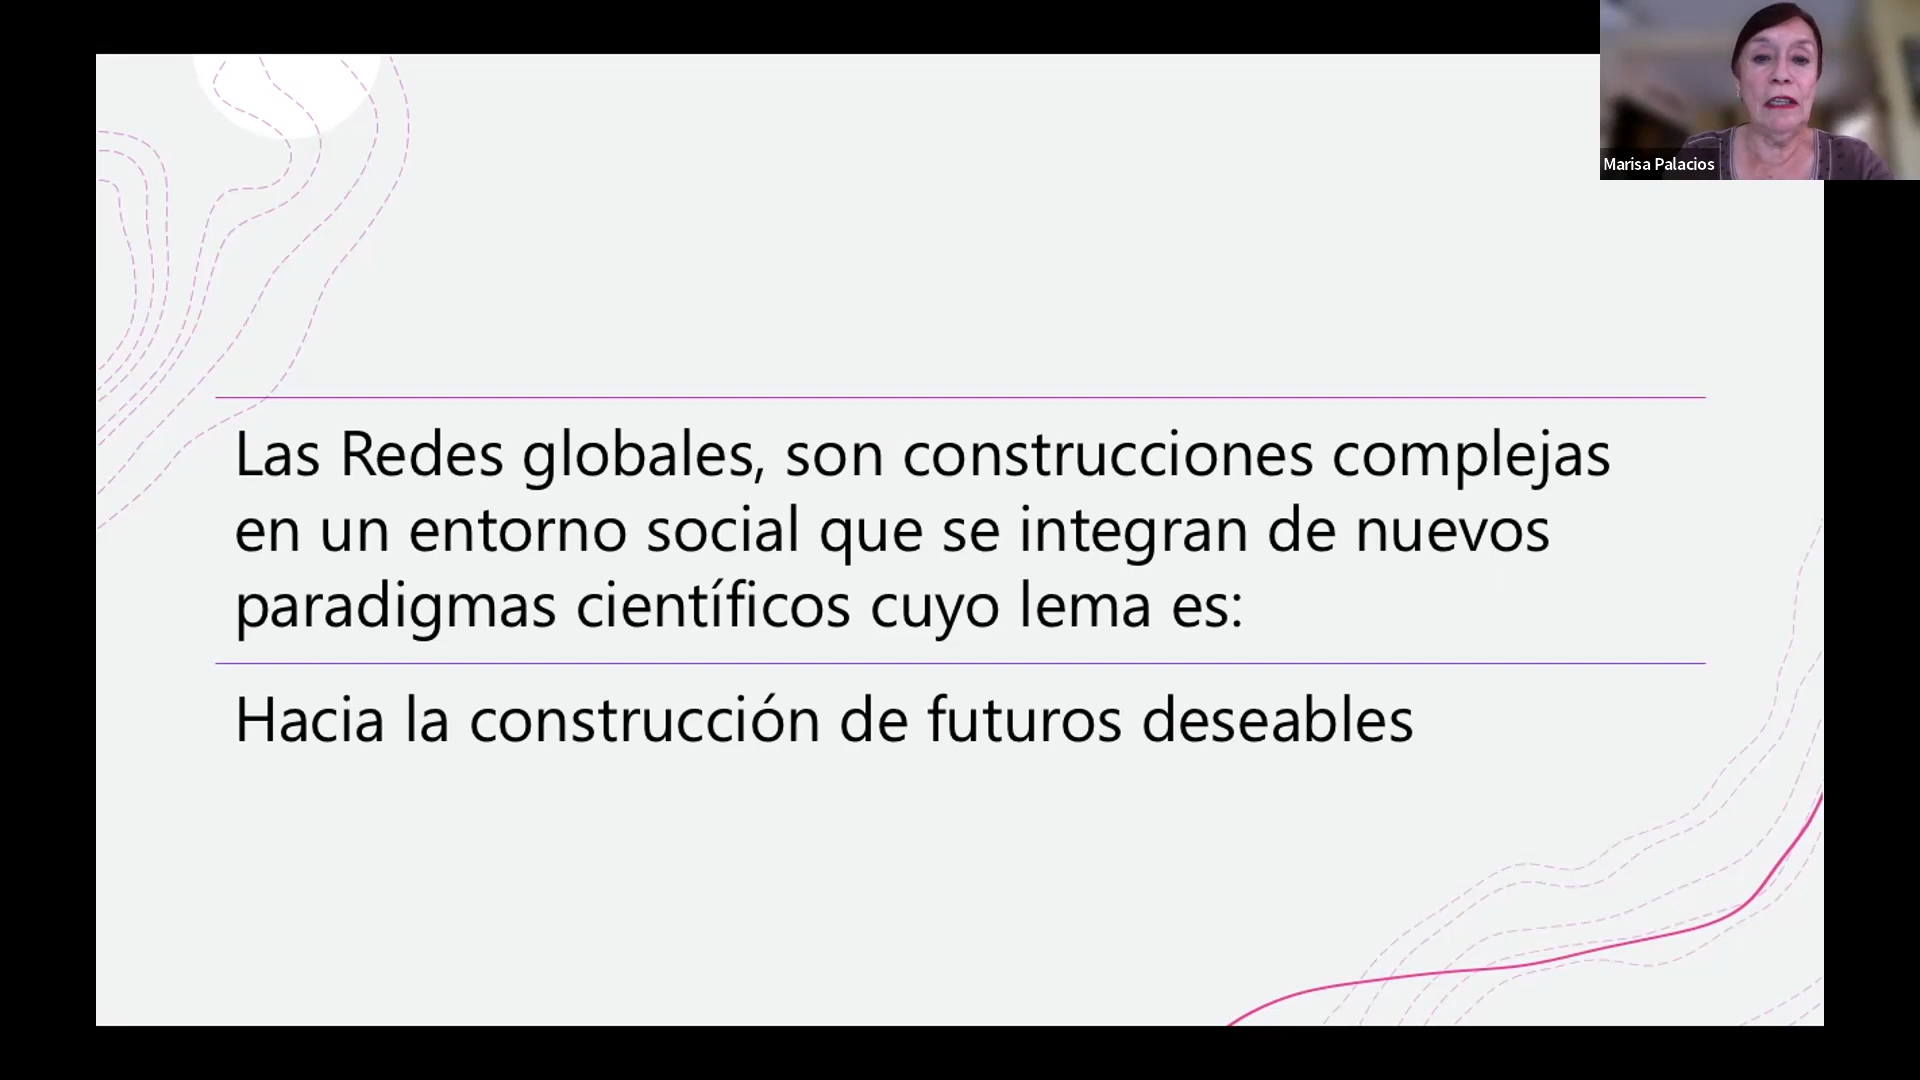 Marisa Palacios
Las Redes globales, son construcciones complejas
en un entorno social que se integran de nuevos
paradigmas científicos cuyo lema es:
Hacia la construcción de futuros deseables